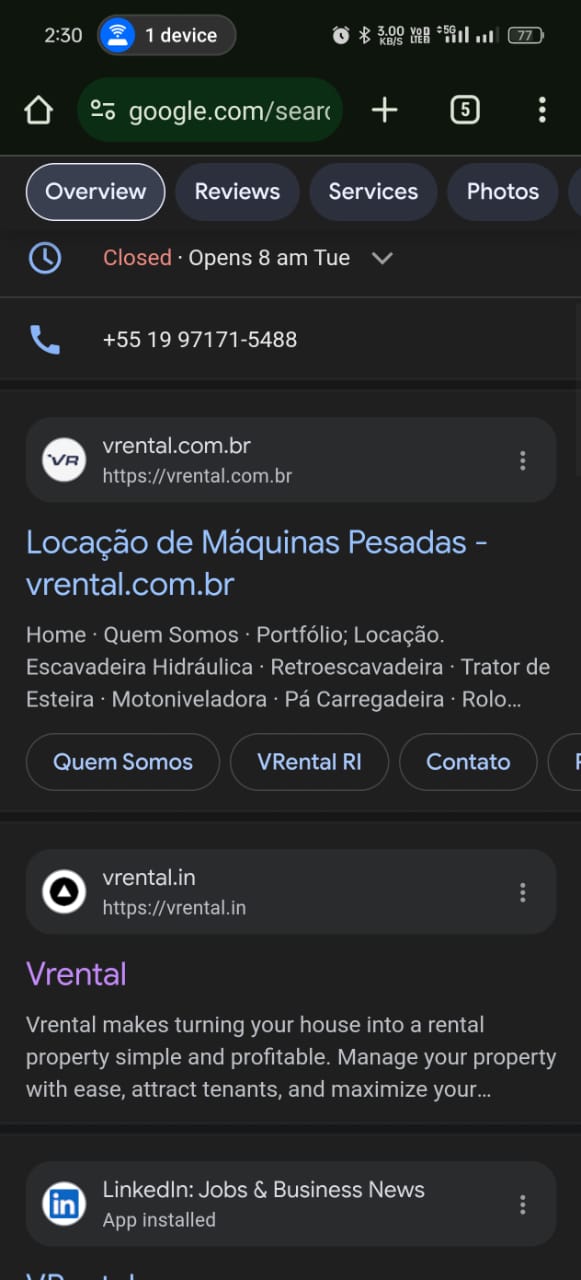 2:30
1 device
3.00 KB/S
5G
77
google.com/sear
5
Overview
Reviews
Services
Photos
Closed · Opens 8 am Tue
+55 19 97171-5488
VR
vrental.com.br
https://vrental.com.br
Locação de Máquinas Pesadas -
vrental.com.br
Home · Quem Somos · Portfólio; Locação.
Escavadeira Hidráulica · Retroescavadeira · Trator de
Esteira · Motoniveladora · Pá Carregadeira · Rolo...
Quem Somos
VRental RI
Contato
vrental.in
https://vrental.in
Vrental
Vrental makes turning your house into a rental
property simple and profitable. Manage your property
with ease, attract tenants, and maximize your...
in
LinkedIn: Jobs & Business News
App installed